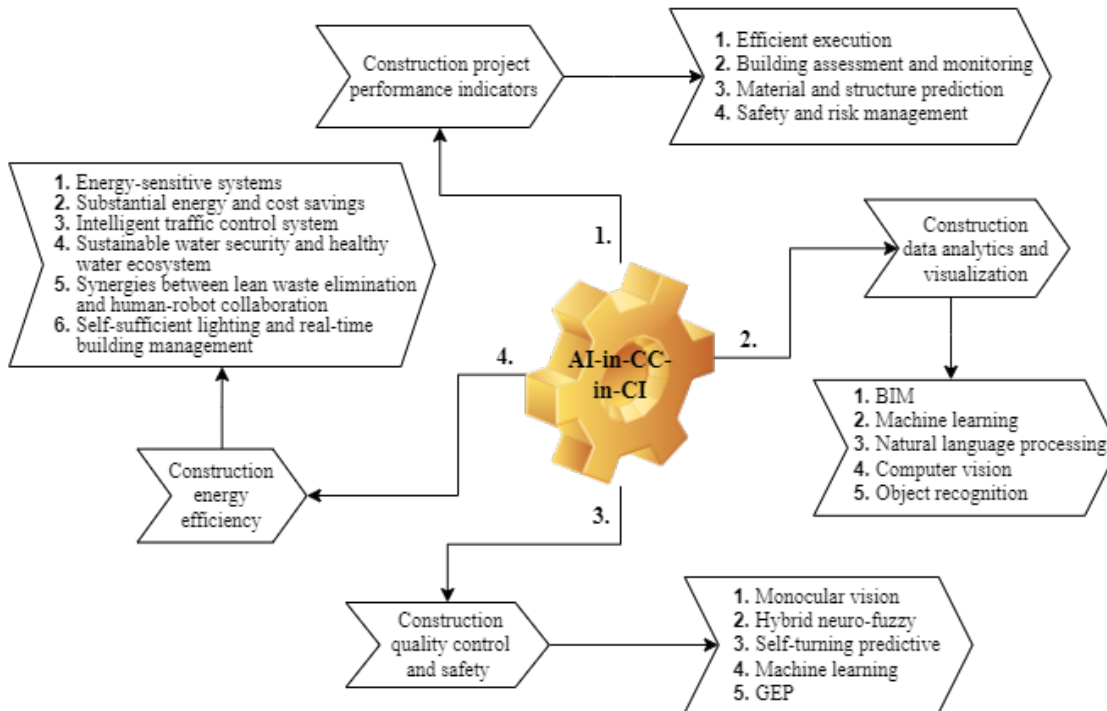 Construction project
performance indicators
1. Efficient execution
2. Building assessment and monitoring
3. Material and structure prediction
4. Safety and risk management
1. Energy-sensitive systems
2. Substantial energy and cost savings
3. Intelligent traffic control system
4. Sustainable water security and healthy
water ecosystem
5. Synergies between lean waste elimination
and human-robot collaboration
6. Self-sufficient lighting and real-time
building management
1.
Construction
data analytics and
visualization
2.
AI-in-CC-
in-CI
4.
1. BIM
2. Machine learning
3. Natural language processing
4. Computer vision
5. Object recognition
Construction
energy
efficiency
3.
Construction
quality control
and safety
1. Monocular vision
2. Hybrid neuro-fuzzy
3. Self-turning predictive
4. Machine learning
5. GEP